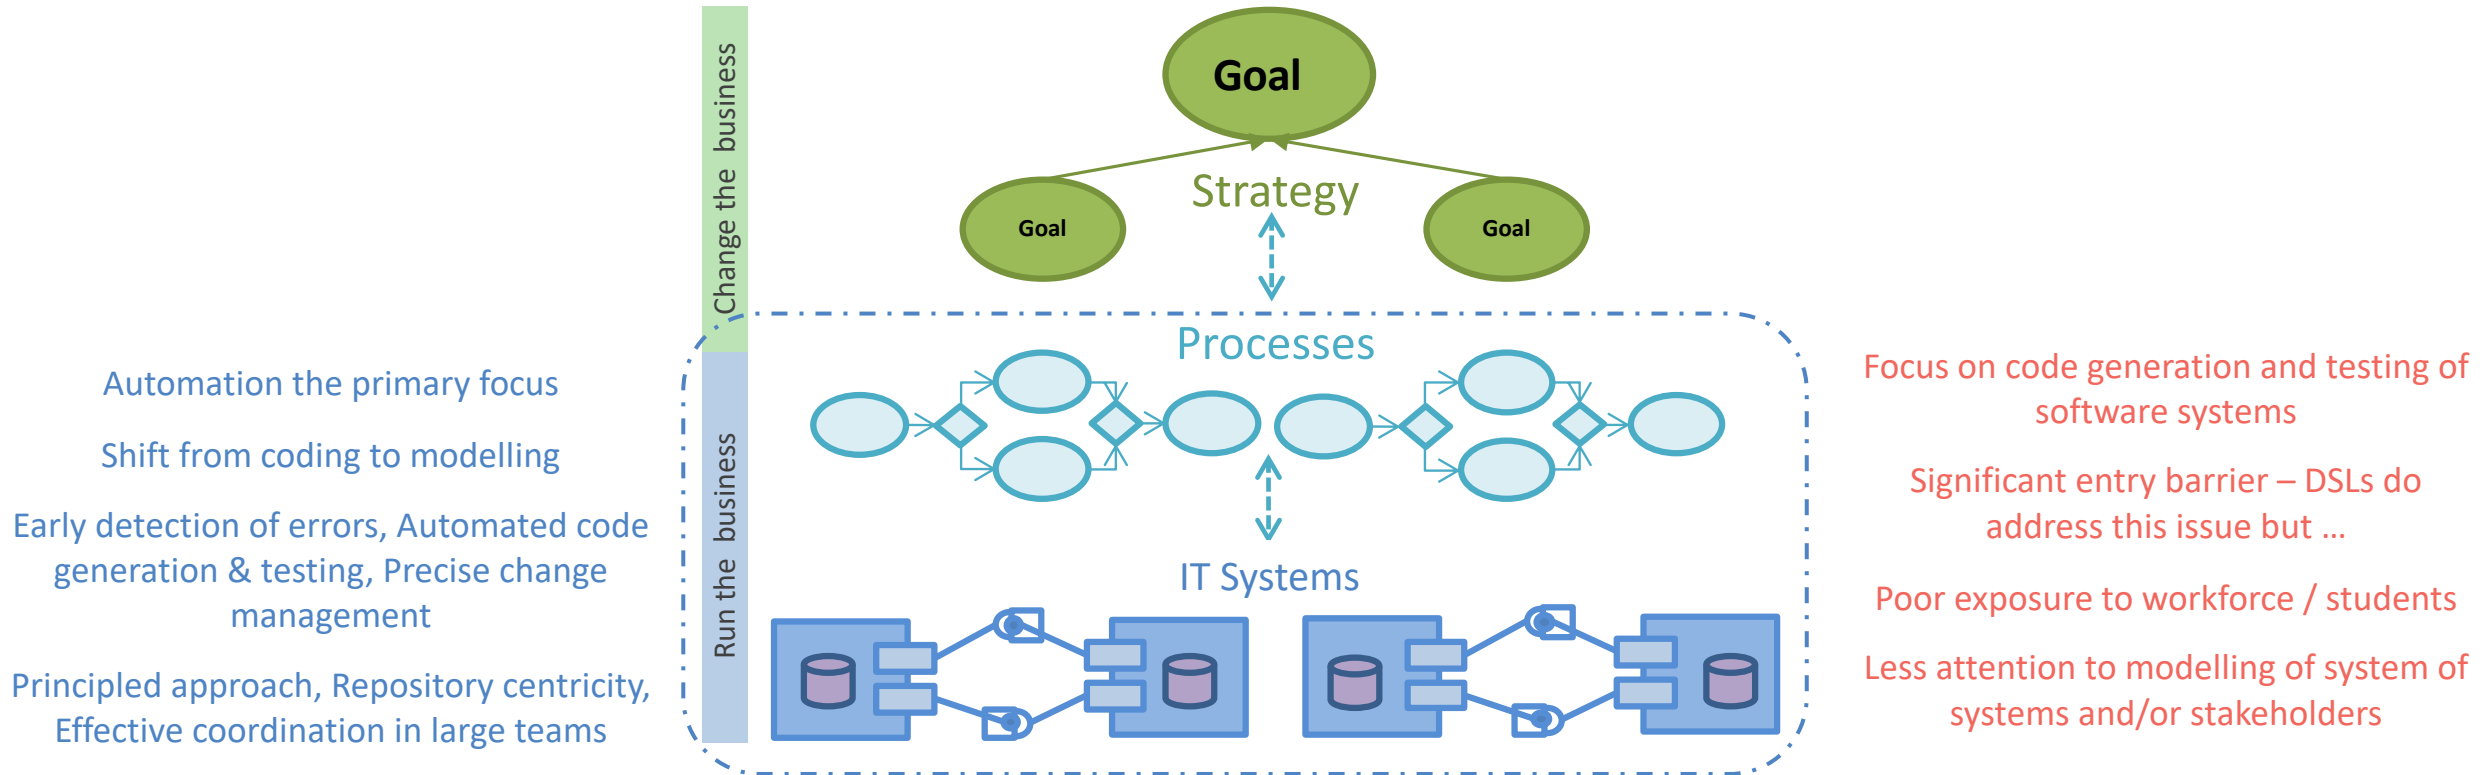 Change the business
Run the business
Goal
Strategy
Goal
Goal
Processes
IT Systems
Automation the primary focus
Shift from coding to modelling
Early detection of errors, Automated code
generation & testing, Precise change
management
Principled approach, Repository centricity,
Effective coordination in large teams
Focus on code generation and testing of
software systems
Significant entry barrier – DSLs do
address this issue but ...
Poor exposure to workforce / students
Less attention to modelling of system of
systems and/or stakeholders